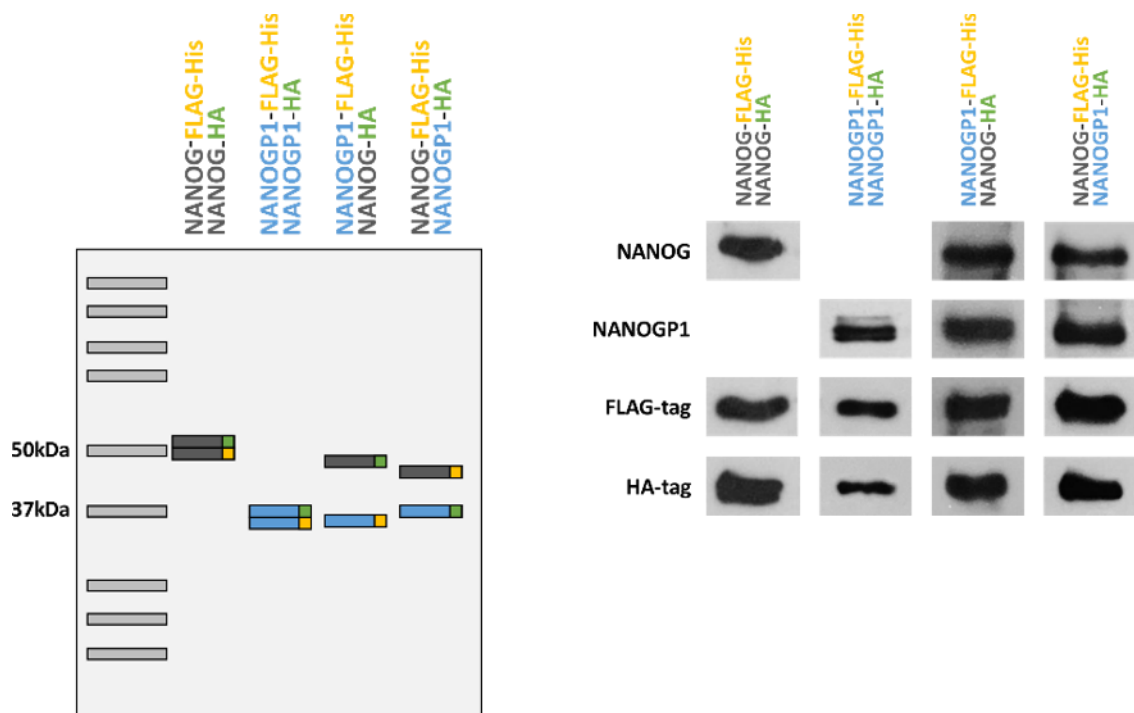 NANOG-FLAG-His
NANOG-HA
NANOGP1-FLAG-His
NANOGP1-HA
NANOGP1-FLAG-His
NANOG-HA
NANOG-FLAG-His
NANOGP1-HA
50kDa
37kDa
NANOG-FLAG-His
NANOG-HA
NANOGP1-FLAG-His
NANOGP1-HA
NANOGP1-FLAG-His
NANOG-HA
NANOG-FLAG-His
NANOGP1-HA
NANOG
NANOGP1
FLAG-tag
HA-tag